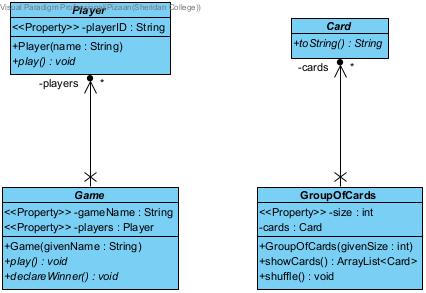 Visual Paradigm Pizaan(Sheridan College))
Player
<<Property>> -playerID : String
+Player(name : String)
+play() : void
-players
*
Game
<<Property>> -gameName : String
<<Property>> -players : Player
+Game(givenName : String)
+play() : void
+declareWinner() : void
Card
+toString() : String
-cards
*
GroupOfCards
<<Property>> -size : int
-cards : Card
+GroupOfCards(givenSize : int)
+showCards() : ArrayList<Card>
+shuffle() : void